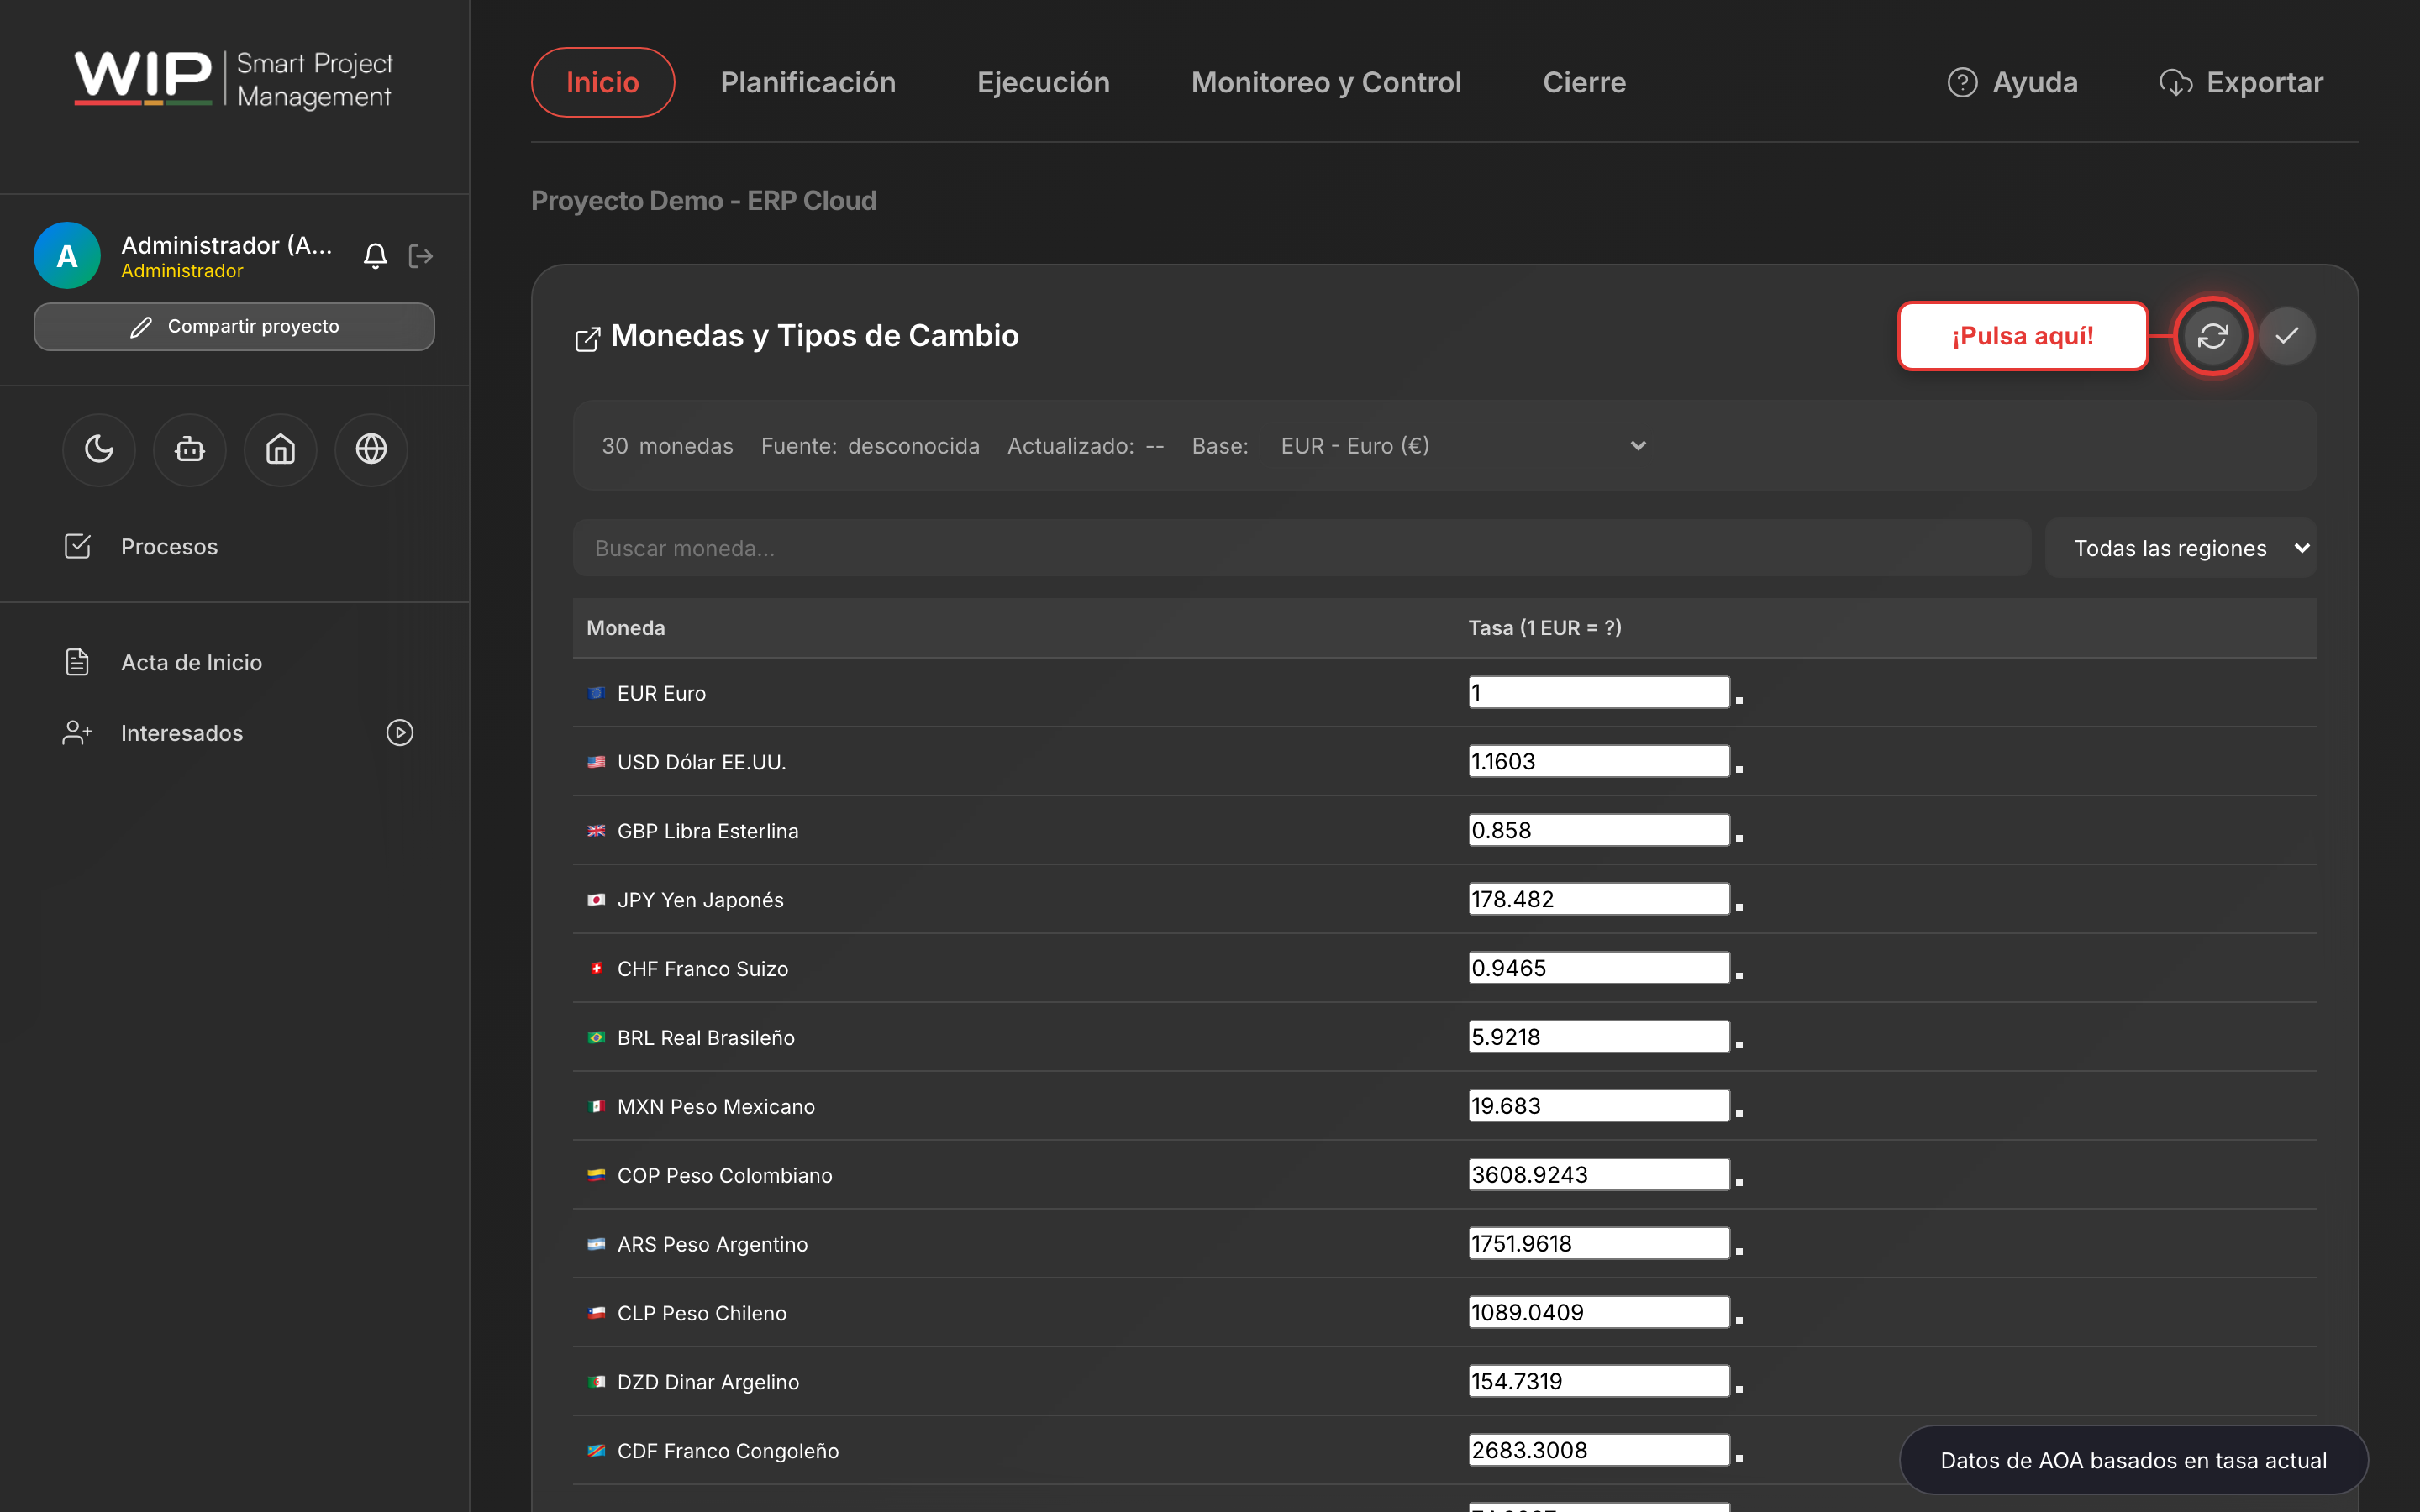 WIP
Smart Project
Management
Inicio
Planificación
Ejecución
Monitoreo y Control
Cierre
Ayuda
Exportar
A
Administrador (A...
Administrador
Compartir proyecto
Procesos
Acta de Inicio
Interesados
Proyecto Demo - ERP Cloud
Monedas y Tipos de Cambio
¡Pulsa aquí!
30 monedas Fuente: desconocida Actualizado: -- Base: EUR - Euro (€)
Buscar moneda...
Todas las regiones
Moneda Tasa (1 EUR = ?)
EUR Euro 1
USD Dólar EE.UU. 1.1603
GBP Libra Esterlina 0.858
JPY Yen Japonés 178.482
CHF Franco Suizo 0.9465
BRL Real Brasileño 5.9218
MXN Peso Mexicano 19.683
COP Peso Colombiano 3608.9243
ARS Peso Argentino 1751.9618
CLP Peso Chileno 1089.0409
DZD Dinar Argelino 154.7319
CDF Franco Congoleño 2683.3008
Datos de AOA basados en tasa actual